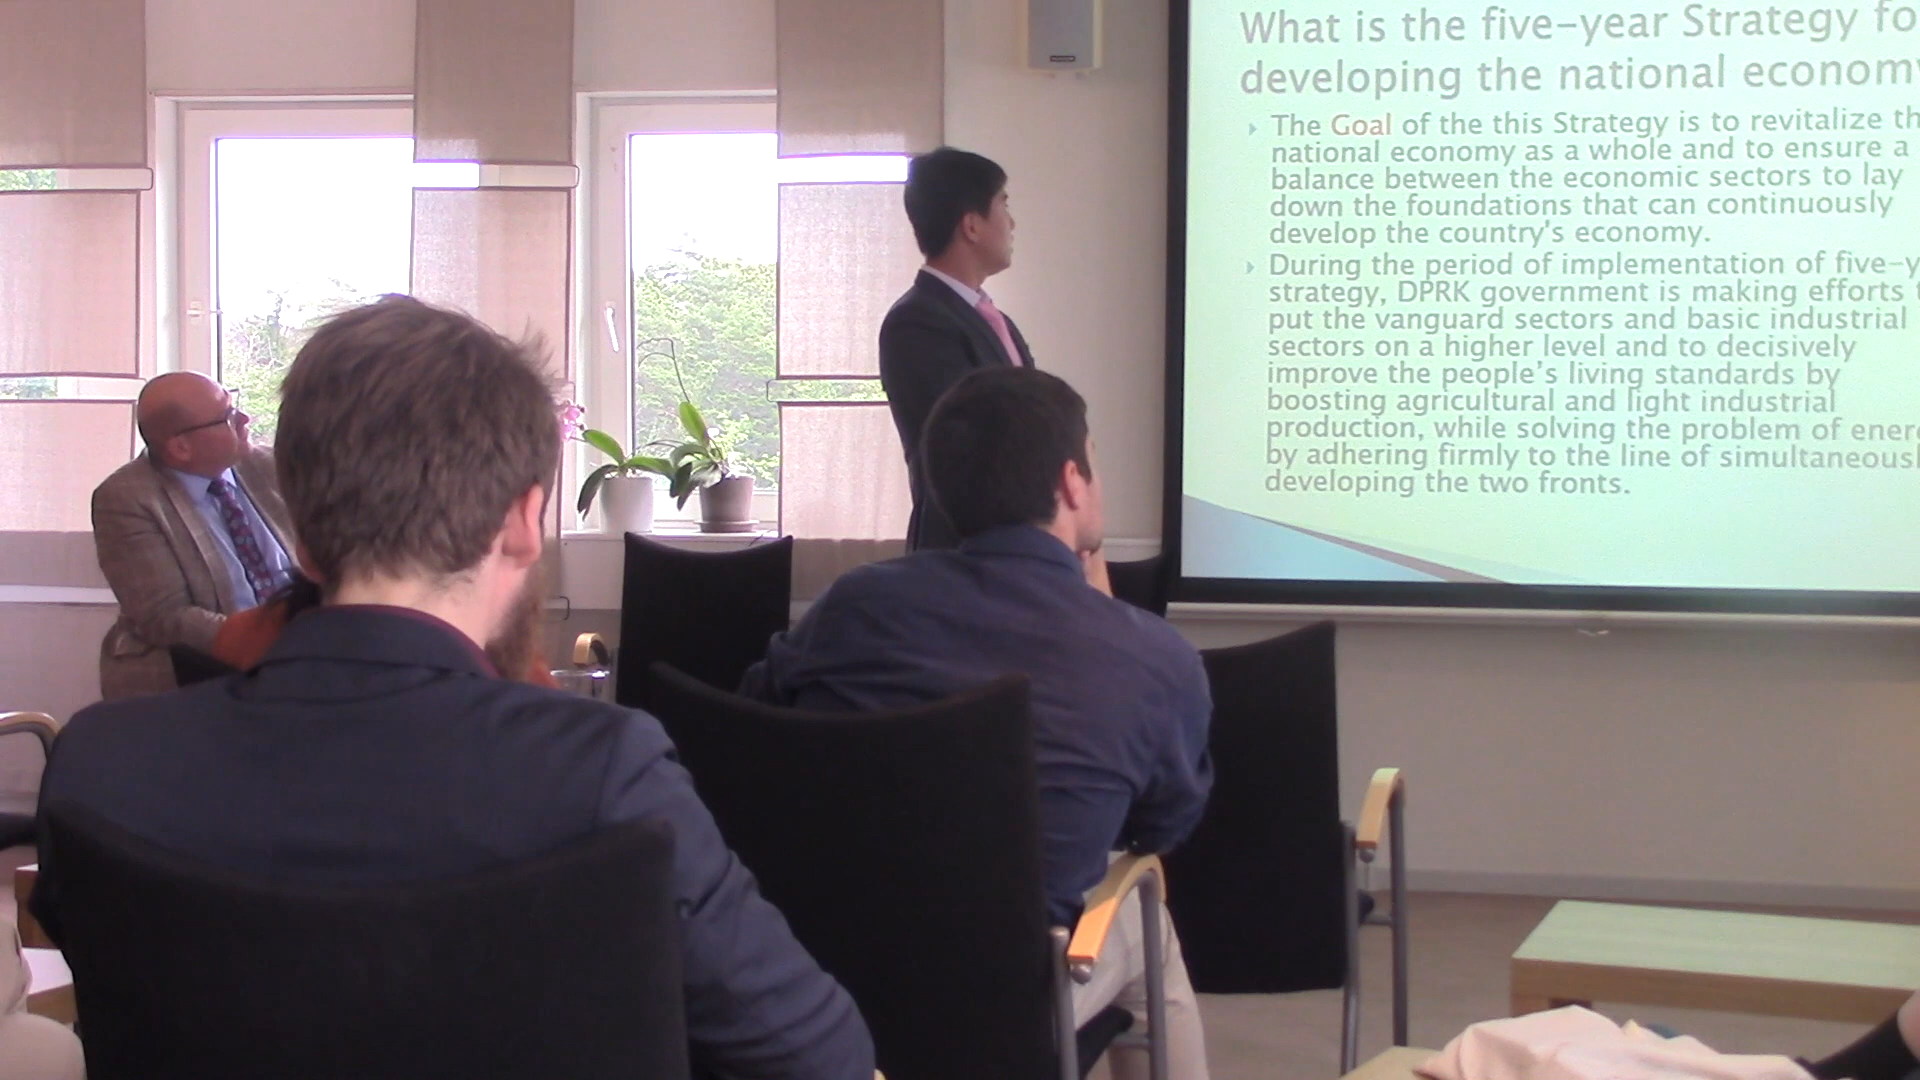 What is the five-year Strategy fo
developing the national econom
The Goal of the this Strategy is to revitalize th
national economy as a whole and to ensure a
balance between the economic sectors to lay
down the foundations that can continuously
develop the country's economy.
During the period of implementation of five-y
strategy, DPRK government is making efforts
put the vanguard sectors and basic industrial
sectors on a higher level and to decisively
improve the people's living standards by
boosting agricultural and light industrial
production, while solving the problem of ener
by adhering firmly to the line of simultaneousl
developing the two fronts.